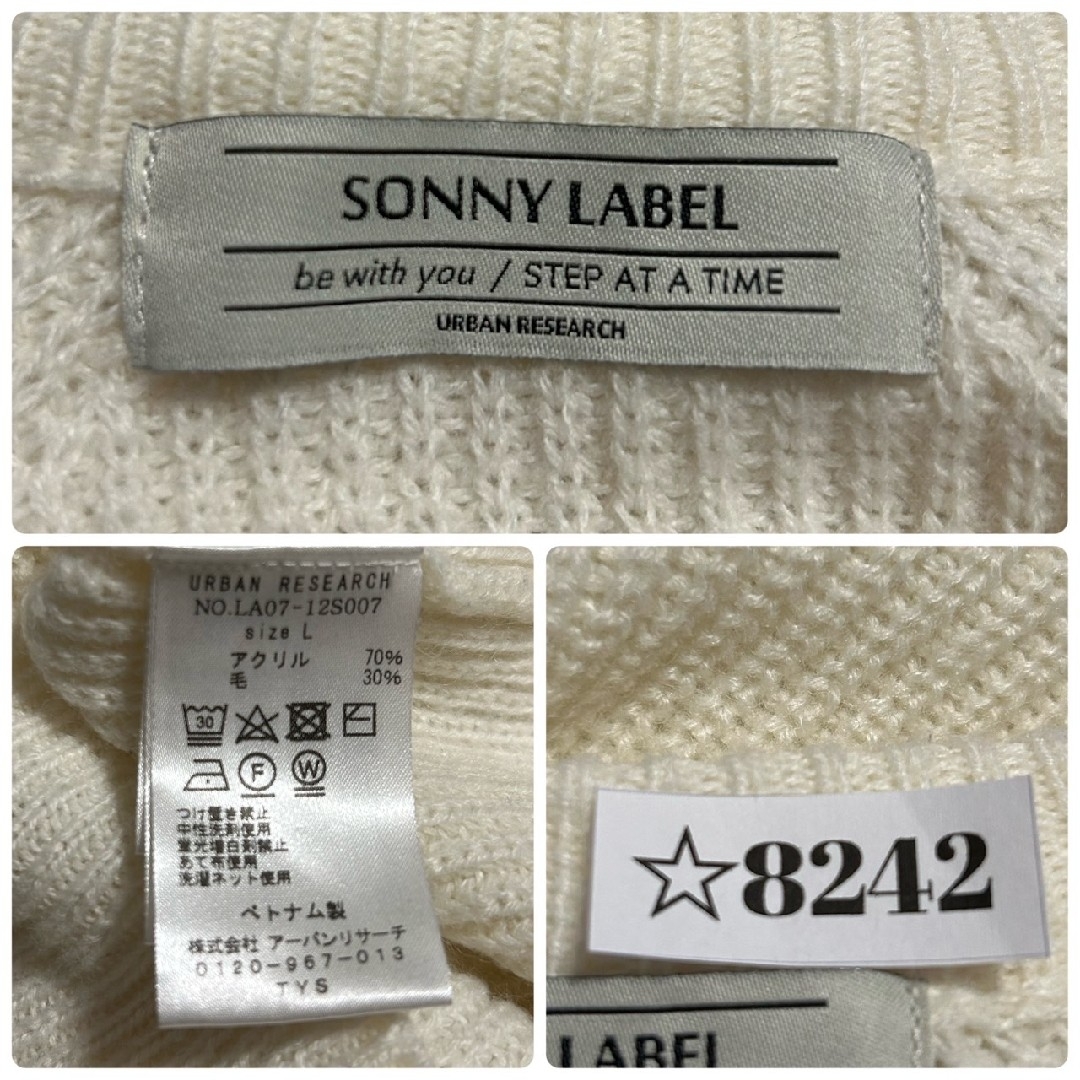 SONNY LABEL
be with you / STEP AT A TIME
URBAN RESEARCH
URBAN RESEARCH
NO.LA07-12S007
size L
アクリル 70%
毛 30%
30
F W
つけ置き禁止
中性洗剤使用
蛍光増白剤禁止
あて布使用
洗濯ネット使用
ベトナム製
株式会社 アーバンリサーチ
0120-967-013
TYS
☆8242
LABEL